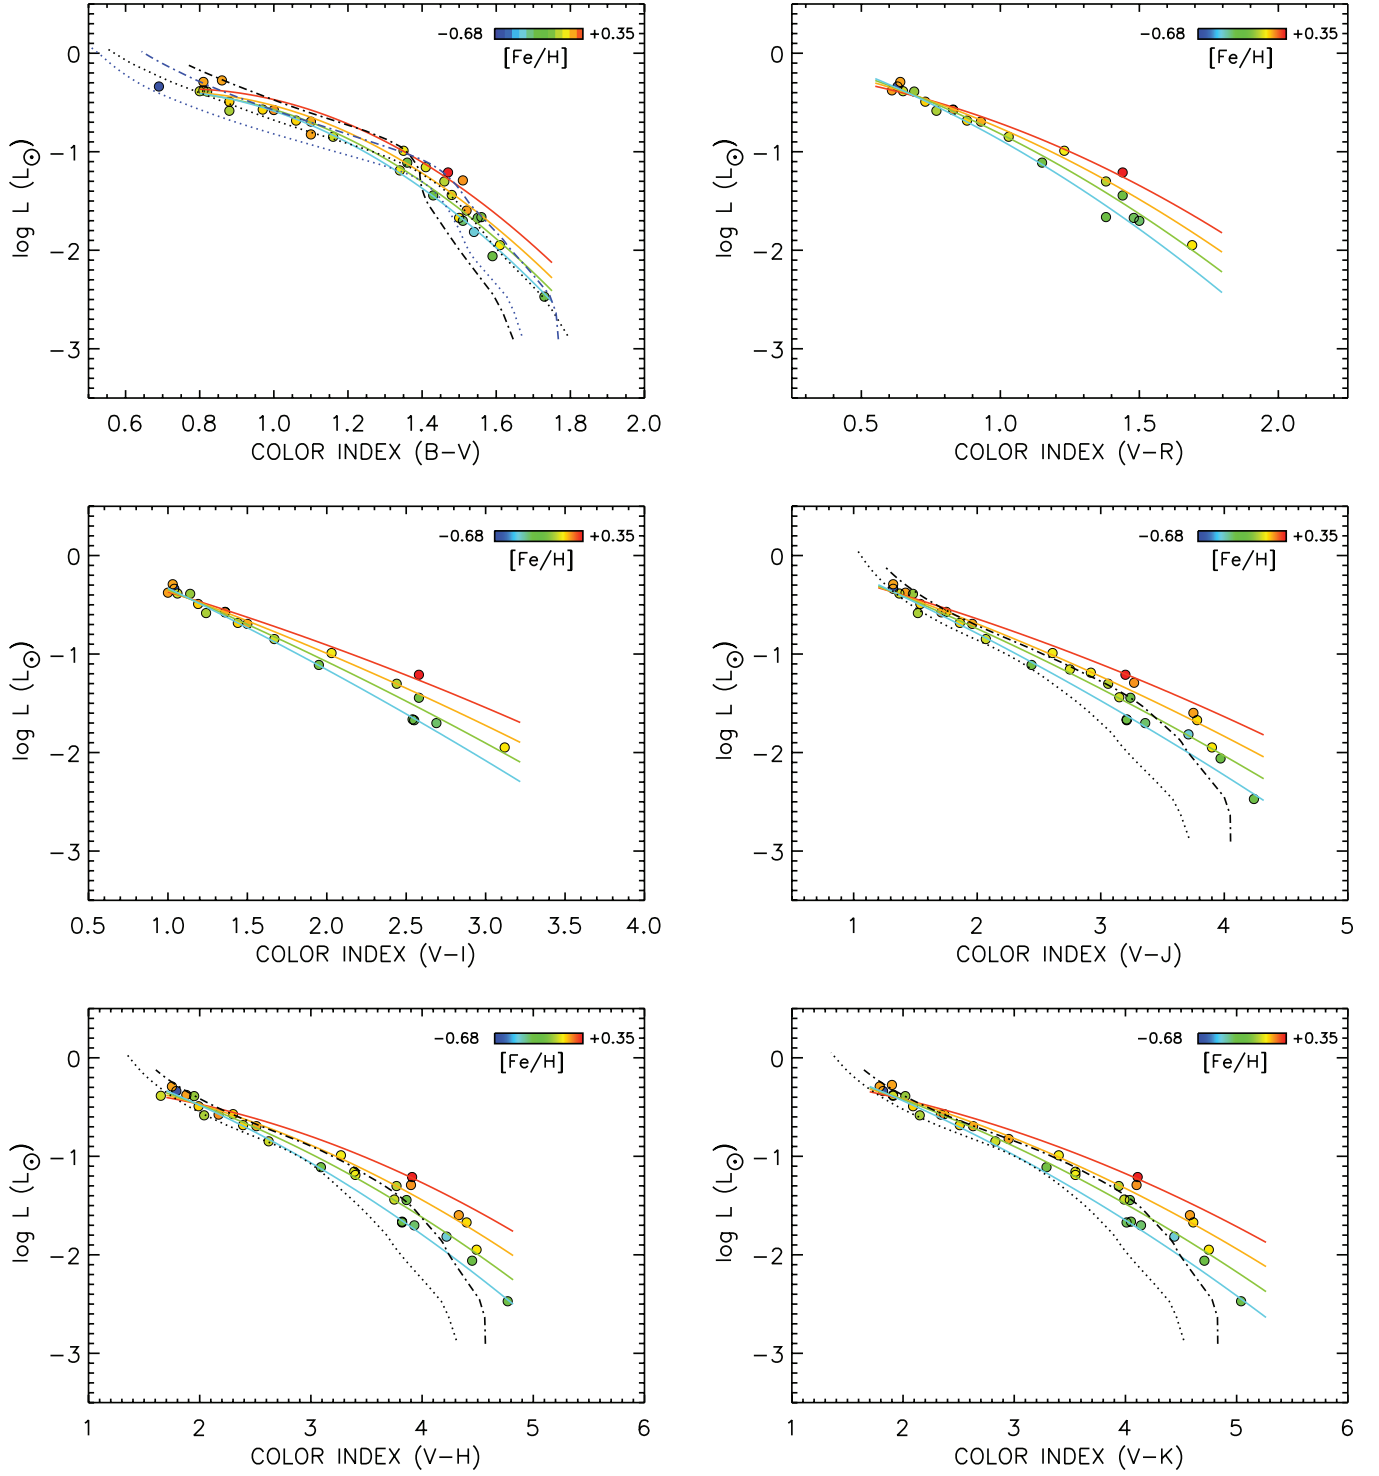 −0.68 +0.35
[Fe/H]
log L (L⊙)
0
−1
−2
−3
0.6 0.8 1.0 1.2 1.4 1.6 1.8 2.0
COLOR INDEX (B−V)
−0.68 +0.35
[Fe/H]
log L (L⊙)
0
−1
−2
−3
0.5 1.0 1.5 2.0
COLOR INDEX (V−R)
−0.68 +0.35
[Fe/H]
log L (L⊙)
0
−1
−2
−3
0.5 1.0 1.5 2.0 2.5 3.0 3.5 4.0
COLOR INDEX (V−I)
−0.68 +0.35
[Fe/H]
log L (L⊙)
0
−1
−2
−3
1 2 3 4 5
COLOR INDEX (V−J)
−0.68 +0.35
[Fe/H]
log L (L⊙)
0
−1
−2
−3
1 2 3 4 5 6
COLOR INDEX (V−H)
−0.68 +0.35
[Fe/H]
log L (L⊙)
0
−1
−2
−3
1 2 3 4 5 6
COLOR INDEX (V−K)